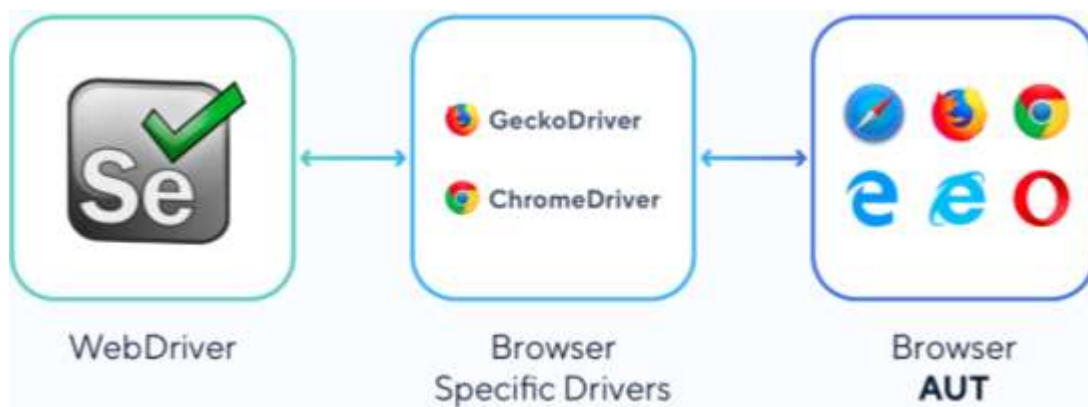 Se
GeckoDriver
ChromeDriver
WebDriver
Browser
Specific Drivers
Browser
AUT